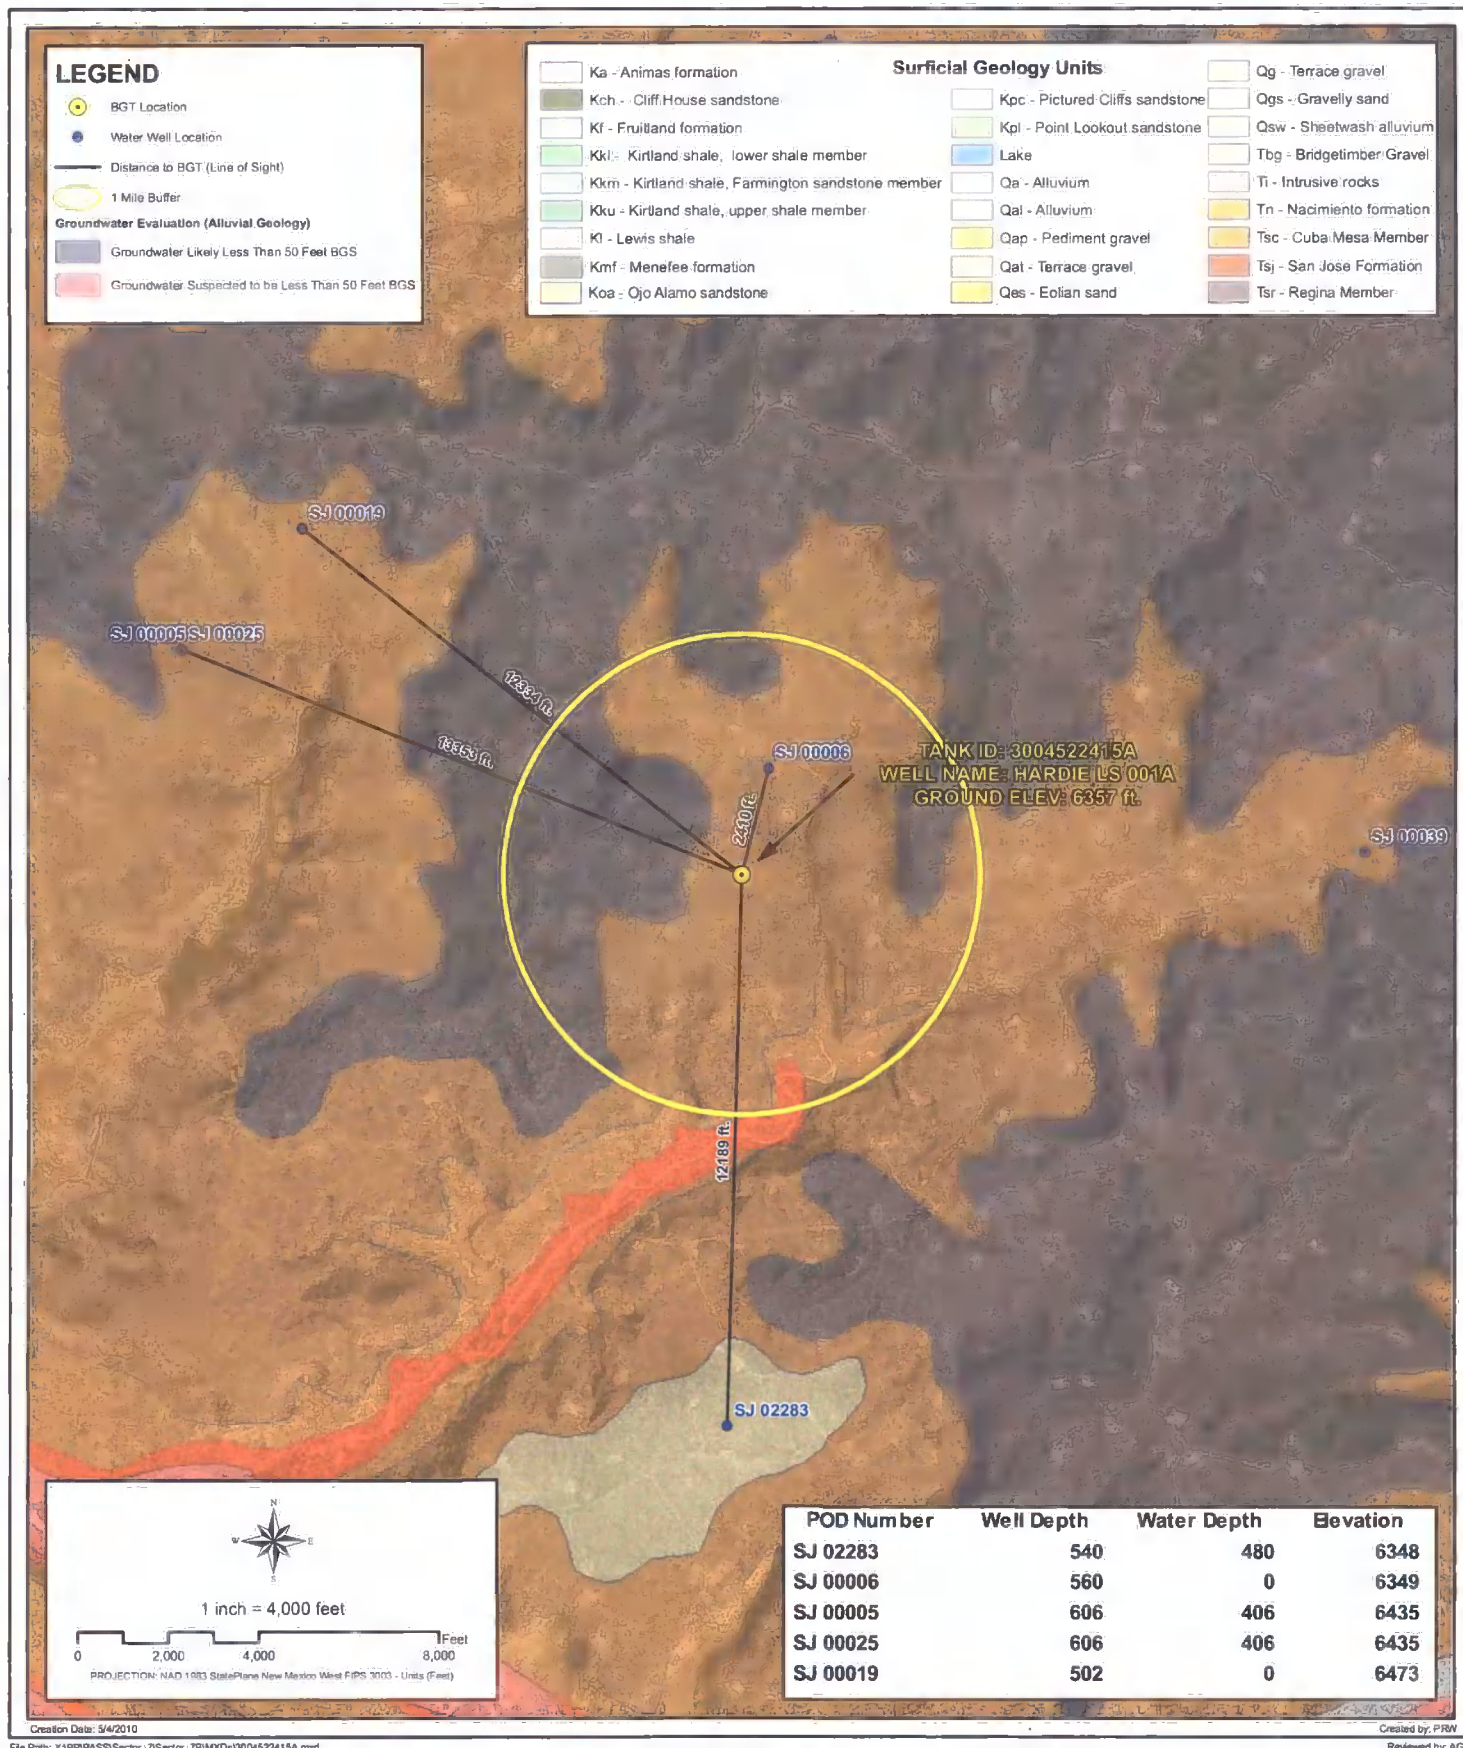 LEGEND
BGT Location
Water Well Location
Distance to BGT (Line of Sight)
1 Mile Buffer
Groundwater Evaluation (Alluvial Geology)
Groundwater Likely Less Than 50 Feet BGS
Groundwater Suspected to be Less Than 50 Feet BGS
Surficial Geology Units
Ka - Animas formation
Kch - Cliff House sandstone
Kf - Fruitland formation
Kkl - Kirtland shale, lower shale member
Kkm - Kirtland shale, Farmington sandstone member
Kku - Kirtland shale, upper shale member
Kl - Lewis shale
Kmf - Menefee formation
Koa - Ojo Alamo sandstone
Kpc - Pictured Cliffs sandstone
Kpl - Point Lookout sandstone
Lake
Qa - Alluvium
Qal - Alluvium
Qap - Pediment gravel
Qat - Terrace gravel
Qes - Eolian sand
Qg - Terrace gravel
Qgs - Gravelly sand
Qsw - Sheetwash alluvium
Tbg - Bridgetimber Gravel
Ti - Intrusive rocks
Tn - Nacimiento formation
Tsc - Cuba Mesa Member
Tsj - San Jose Formation
Tsr - Regina Member
SJ 00019
SJ 00005 SJ 00025
12334 ft.
13353 ft.
SJ 00006
TANK ID: 3004522415A
WELL NAME: HARDIE LS 001A
GROUND ELEV: 6357 ft.
2410 ft.
SJ 00039
12189 ft.
SJ 02283
N
W E
S
1 inch = 4,000 feet
Feet
0 2,000 4,000 8,000
PROJECTION: NAD 1983 StatePlane New Mexico West FIPS 3003 - Units (Feet)
POD Number Well Depth Water Depth Elevation
SJ 02283 540 480 6348
SJ 00006 560 0 6349
SJ 00005 606 406 6435
SJ 00025 606 406 6435
SJ 00019 502 0 6473
Creation Date: 5/4/2010
Created by: PRW
File Path:
Reviewed by: AG